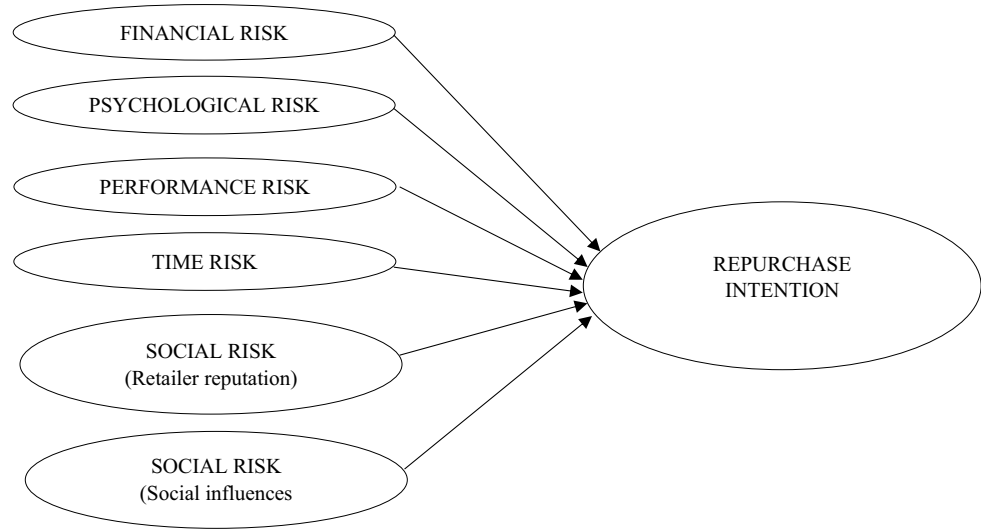 FINANCIAL RISK
PSYCHOLOGICAL RISK
PERFORMANCE RISK
TIME RISK
SOCIAL RISK
(Retailer reputation)
SOCIAL RISK
(Social influences
REPURCHASE
INTENTION